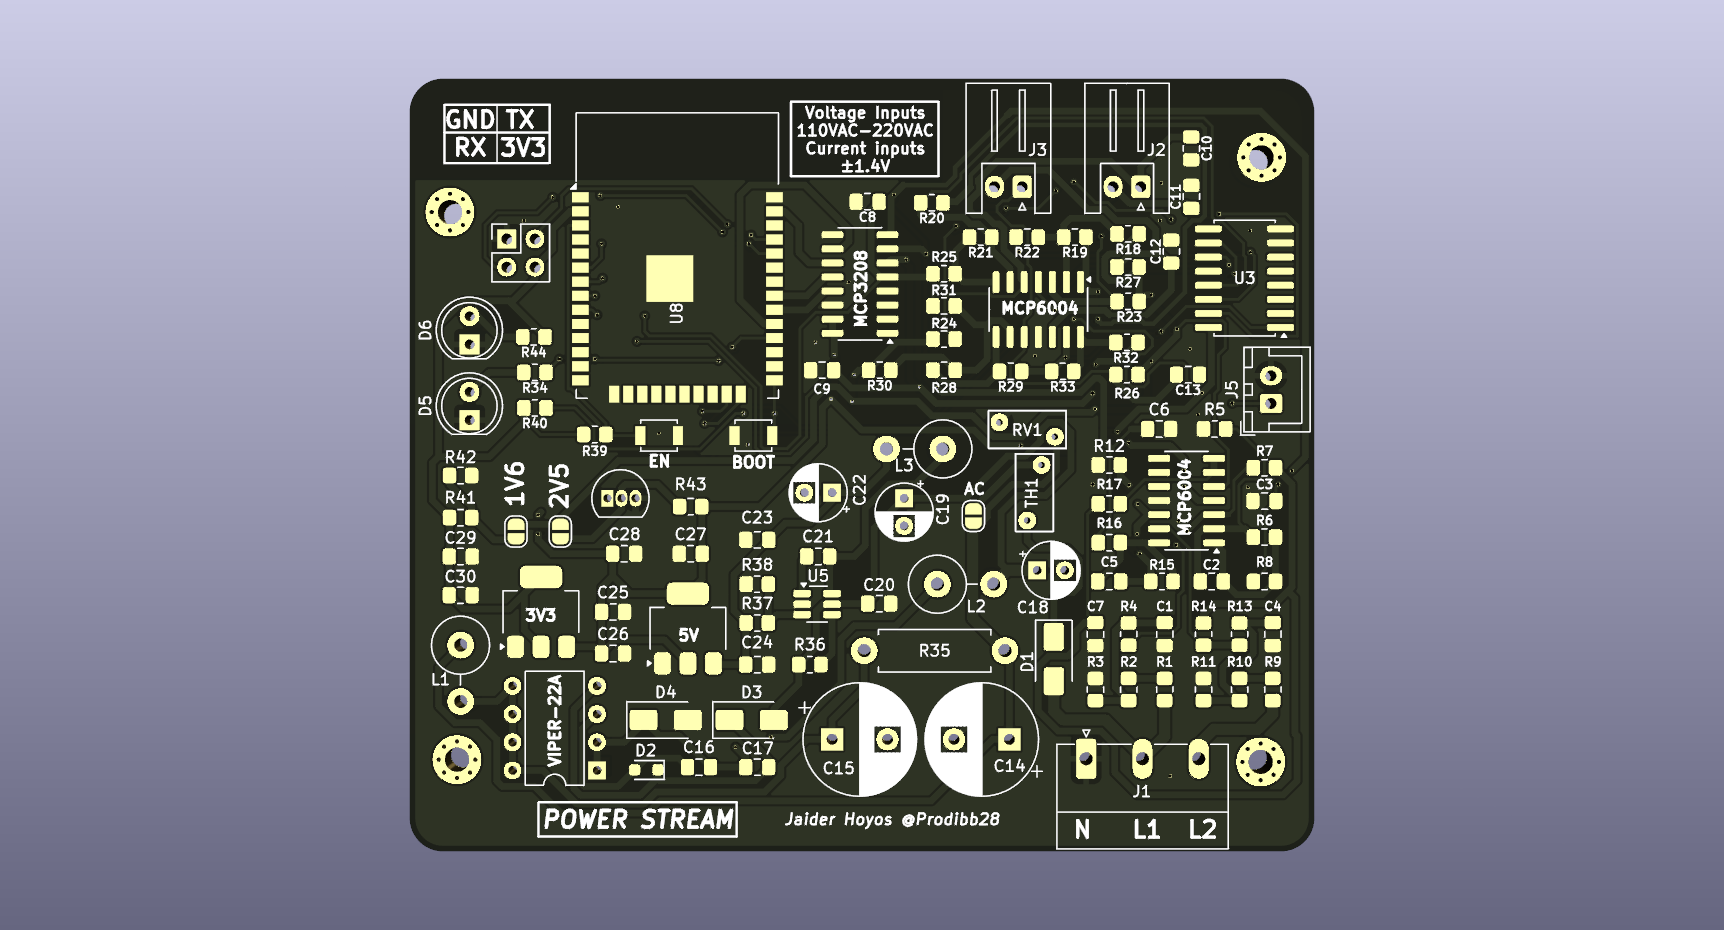 GND TX
RX 3V3
Voltage Inputs
110VAC-220VAC
Current inputs
±1.4V
J3
J2
C10
C11
C8
R20
R21
R22
R19
R18
C12
U3
R25
R27
MCP3208
U8
R31
MCP6004
R23
D6
R24
R44
R32
R34
C9
R30
R28
R29
R33
R26
C13
J5
D5
R40
C6
R5
RV1
R39
EN
BOOT
L3
R12
R7
R42
1V6
2V5
R43
C22
C19
AC
TH1
R17
MCP6004
C3
R41
C23
R16
R6
C29
C28
C27
C21
C30
R38
U5
C20
C5
R15
C2
R8
C25
R37
L2
C18
C7
R4
C1
R14
R13
C4
3V3
C26
5V
C24
R36
R35
D1
R3
R2
R1
R11
R10
R9
L1
VIPER-22A
D4
D3
D2
C16
C17
C15
C14
J1
POWER STREAM
Jaider Hoyos @Prodibb28
N L1 L2